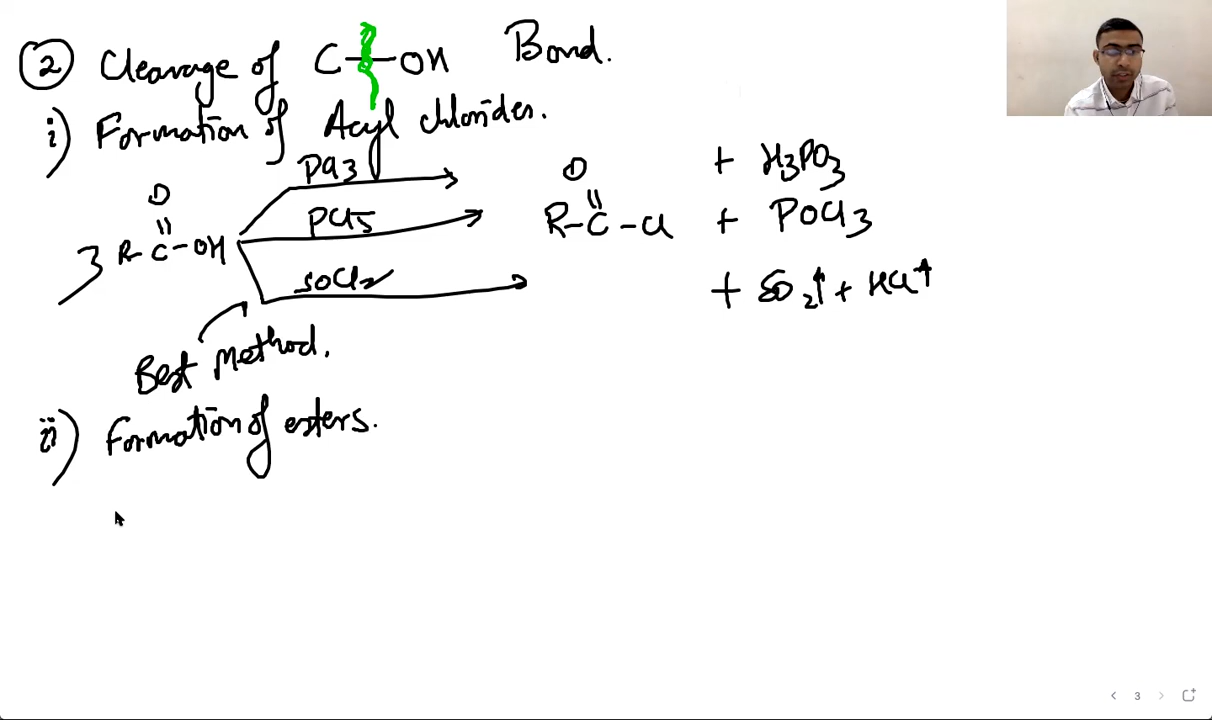 ② Cleavage of C-OH Bond.
i) Formation of Acyl chlorides.
PCl3 + H3PO3
O O
3 R-C-OH PCl5 R-C-Cl + POCl3
SOCl2 + SO2↑ + HCl↑
Best Method.
ii) Formation of esters.
3